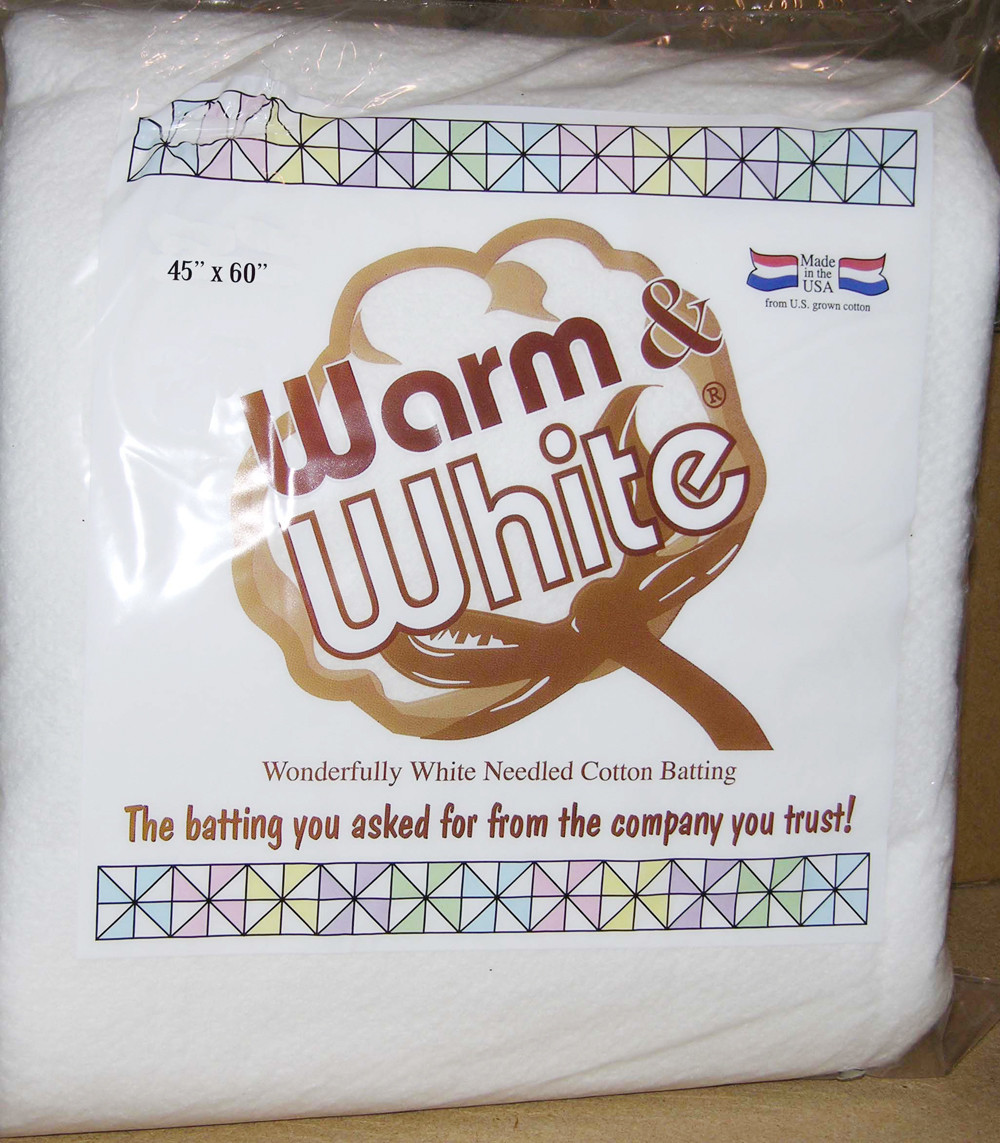 45” x 60”
Made
in the
USA
from U.S. grown cotton
Warm &
White®
Wonderfully White Needled Cotton Batting
The batting you asked for from the company you trust!